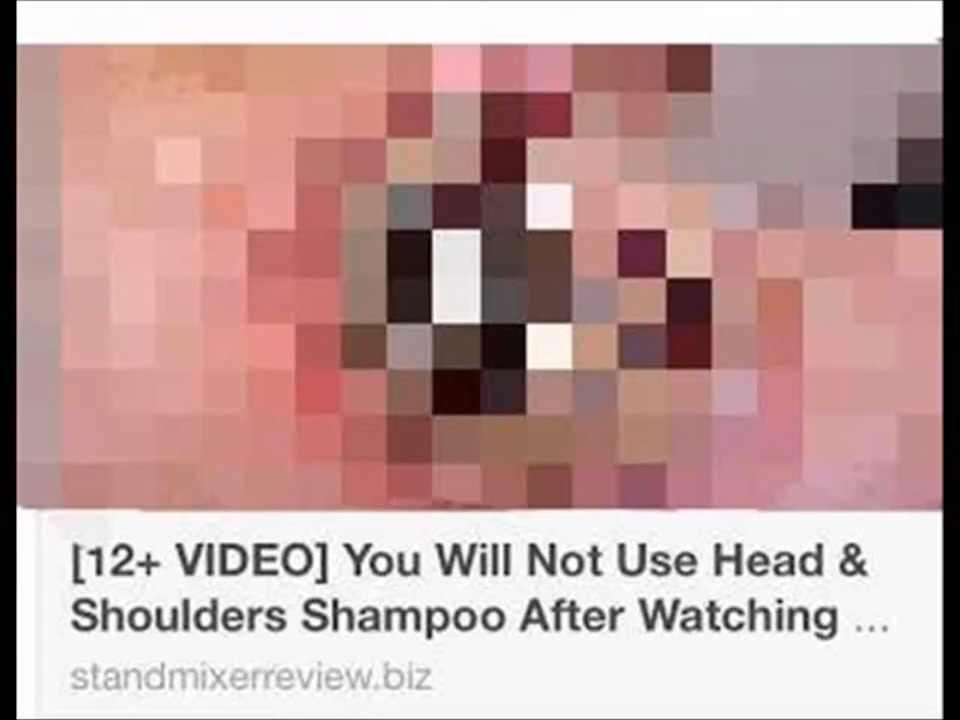 [12+ VIDEO] You Will Not Use Head &
Shoulders Shampoo After Watching ...
standmixerreview.biz